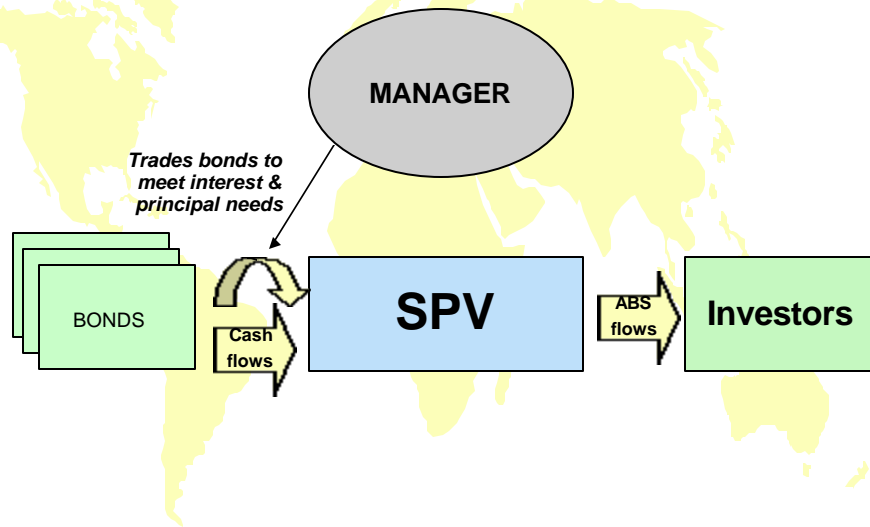 MANAGER
Trades bonds to
meet interest &
principal needs
BONDS
Cash
flows
SPV
ABS
flows
Investors